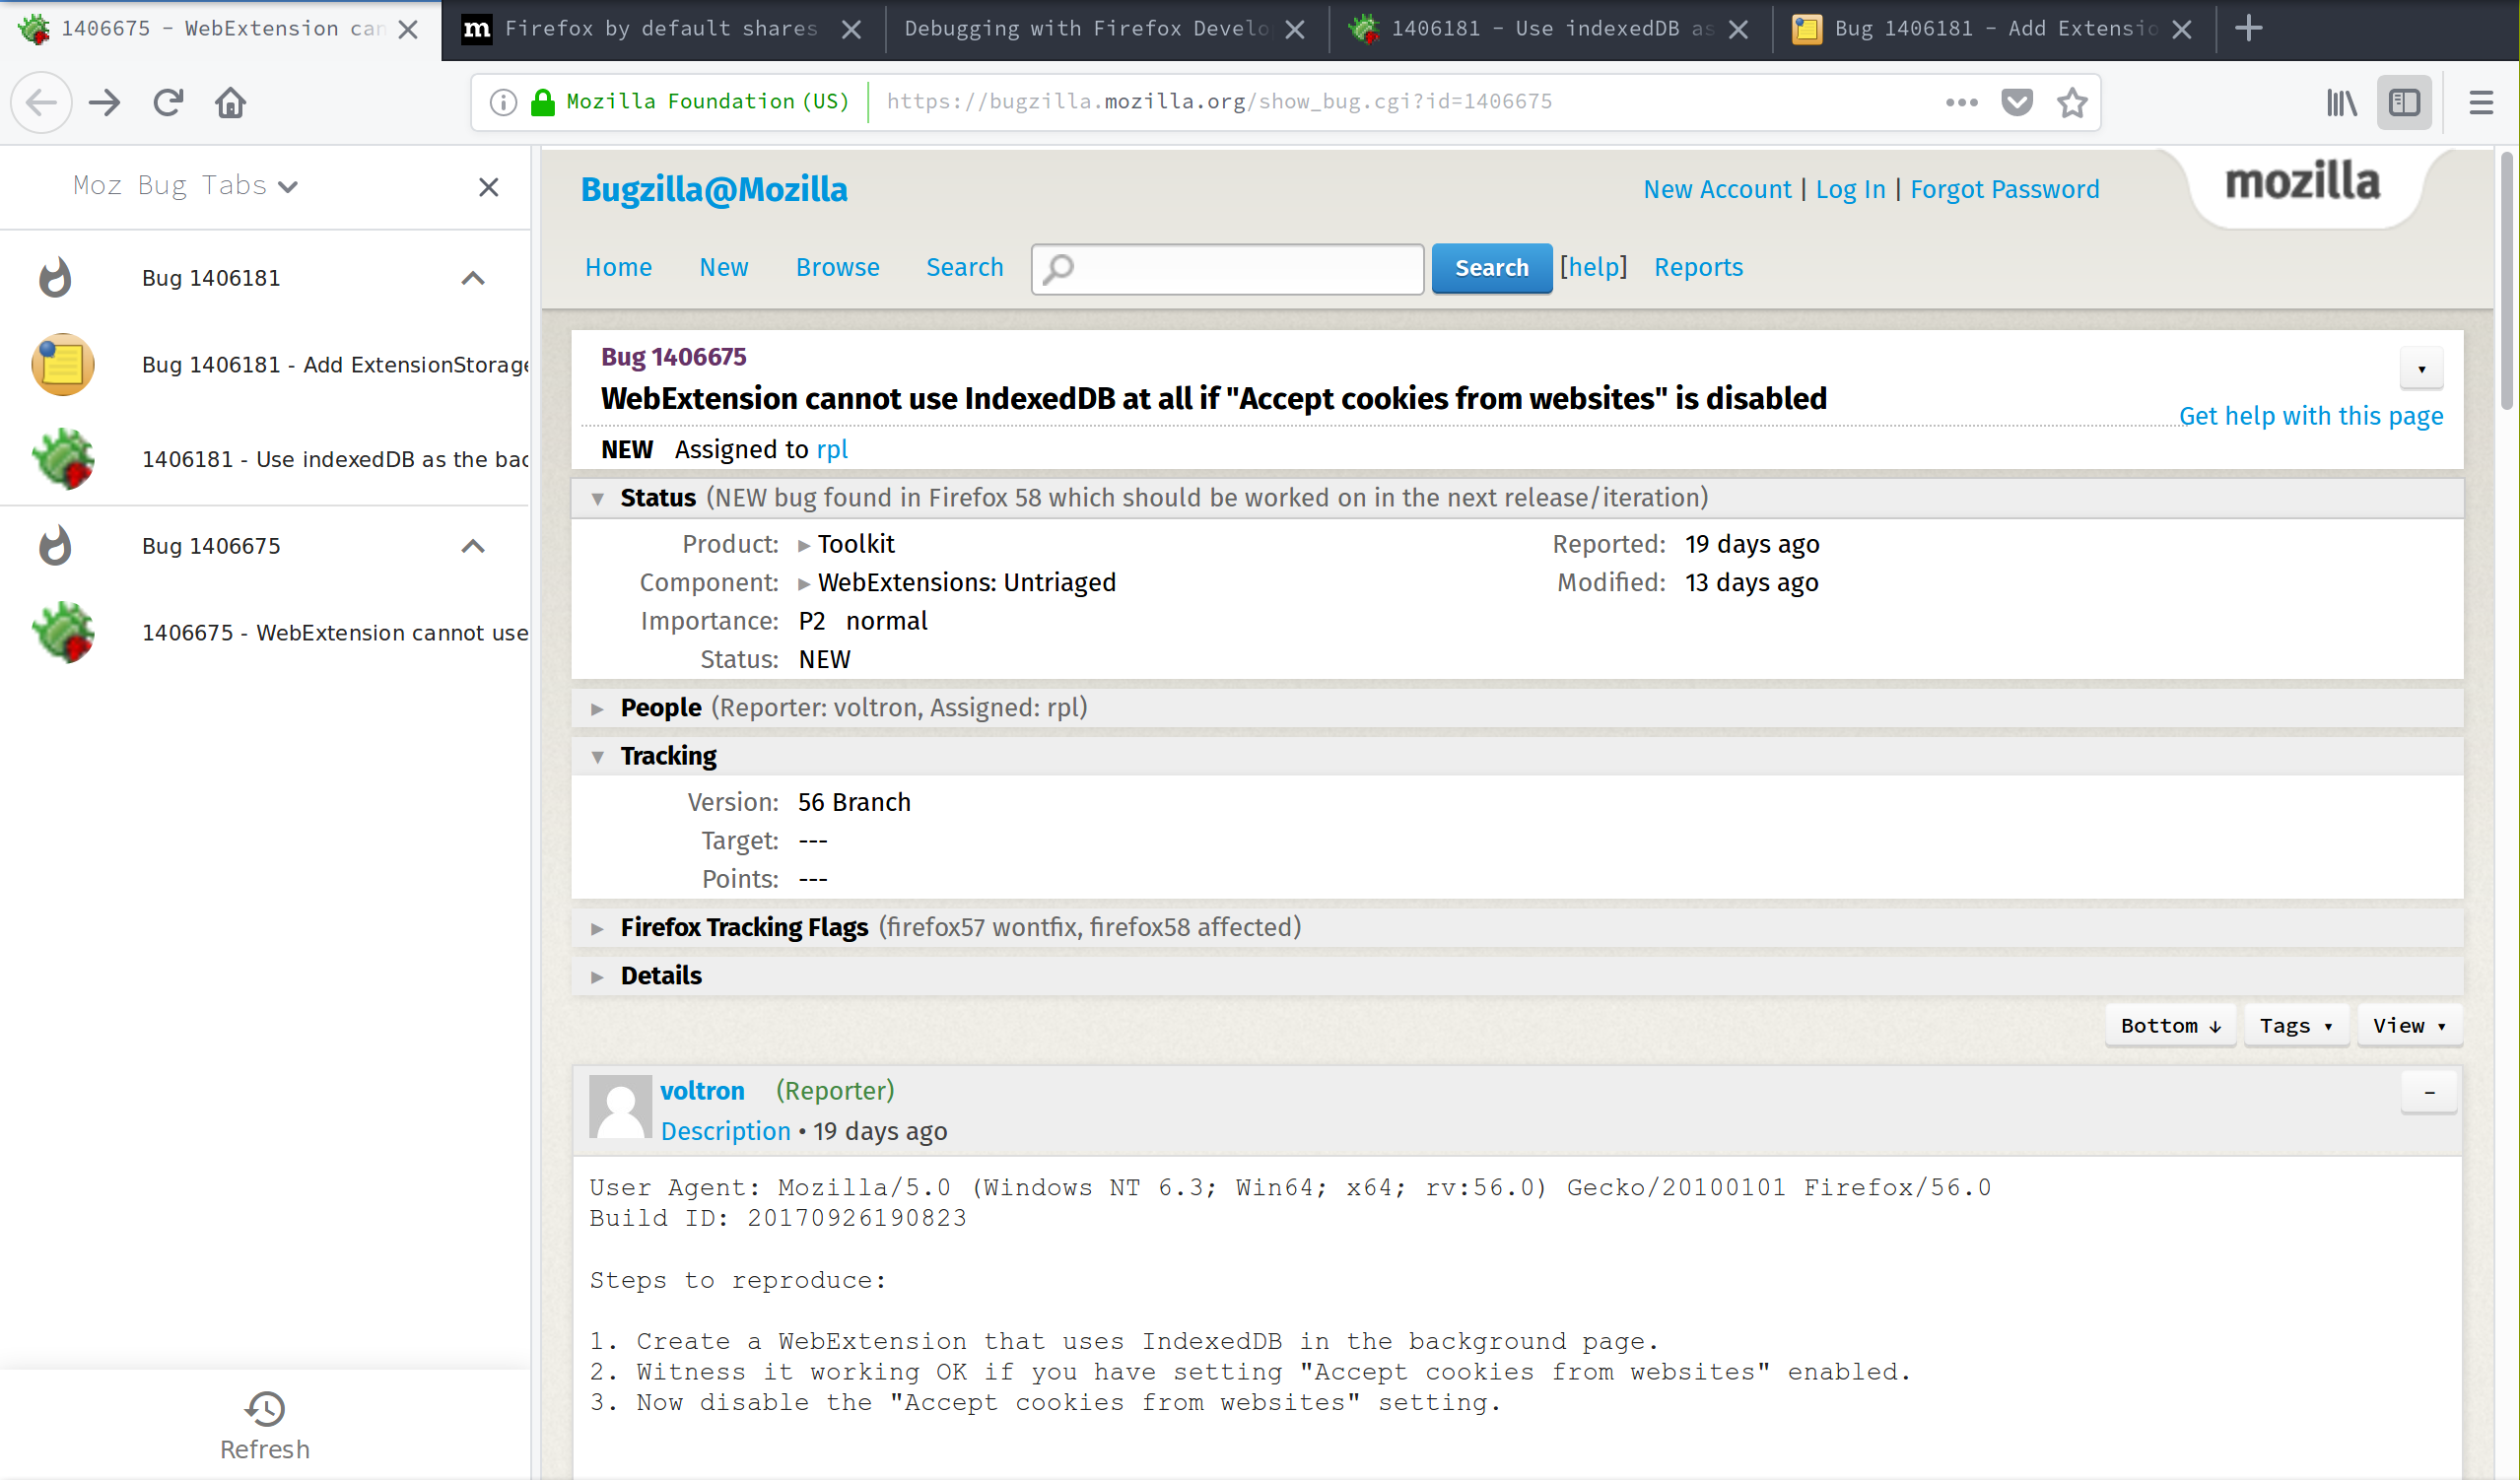 1406675 - WebExtension can
Firefox by default shares
Debugging with Firefox Develo
1406181 - Use indexedDB as
Bug 1406181 - Add Extensio
Mozilla Foundation (US)
https://bugzilla.mozilla.org/show_bug.cgi?id=1406675
Moz Bug Tabs
Bug 1406181
Bug 1406181 - Add ExtensionStorage
1406181 - Use indexedDB as the bac
Bug 1406675
1406675 - WebExtension cannot use
Refresh
Bugzilla@Mozilla
New Account | Log In | Forgot Password
mozilla
Home New Browse Search Search [help] Reports
Bug 1406675
WebExtension cannot use IndexedDB at all if "Accept cookies from websites" is disabled
Get help with this page
NEW Assigned to rpl
Status (NEW bug found in Firefox 58 which should be worked on in the next release/iteration)
Product: Toolkit Reported: 19 days ago
Component: WebExtensions: Untriaged Modified: 13 days ago
Importance: P2 normal
Status: NEW
People (Reporter: voltron, Assigned: rpl)
Tracking
Version: 56 Branch
Target: ---
Points: ---
Firefox Tracking Flags (firefox57 wontfix, firefox58 affected)
Details
Bottom ↓ Tags ▾ View ▾
voltron (Reporter)
Description • 19 days ago
User Agent: Mozilla/5.0 (Windows NT 6.3; Win64; x64; rv:56.0) Gecko/20100101 Firefox/56.0
Build ID: 20170926190823
Steps to reproduce:
1. Create a WebExtension that uses IndexedDB in the background page.
2. Witness it working OK if you have setting "Accept cookies from websites" enabled.
3. Now disable the "Accept cookies from websites" setting.